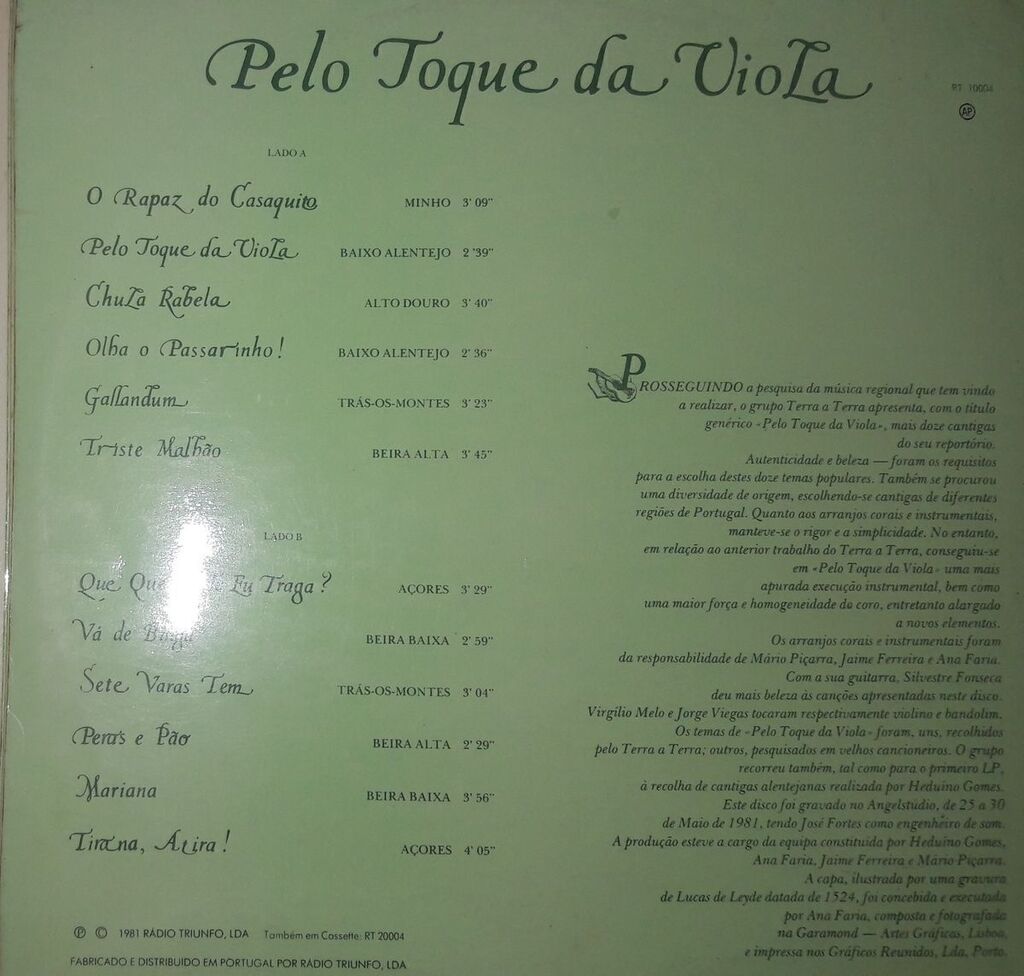 Pelo Toque da Viola
RT 10004
AP
LADO A
O Rapaz do Casaquito MINHO 3' 09"
Pelo Toque da Viola BAIXO ALENTEJO 2 '39"
Chula Rabela ALTO DOURO 3' 40"
Olha o Passarinho! BAIXO ALENTEJO 2' 36"
Gallandum TRÁS-OS-MONTES 3' 23"
Triste Malhão BEIRA ALTA 3' 45"
LADO B
Que Eu Traga? AÇORES 3' 29"
Vá de BEIRA BAIXA 2' 59"
Sete Varas Tem TRÁS-OS-MONTES 3' 04"
Peras e Pão BEIRA ALTA 2' 29"
Mariana BEIRA BAIXA 3' 56"
Tirana, Atira! AÇORES 4' 05"
℗ © 1981 RÁDIO TRIUNFO, LDA Também em Cassette: RT 20004
FABRICADO E DISTRIBUIDO EM PORTUGAL POR RÁDIO TRIUNFO, LDA
PROSSEGUINDO a pesquisa da música regional que tem vindo
a realizar, o grupo Terra a Terra apresenta, com o título
genérico «Pelo Toque da Viola», mais doze cantigas
do seu reportório.
Autenticidade e beleza — foram os requisitos
para a escolha destes doze temas populares. Também se procurou
uma diversidade de origem, escolhendo-se cantigas de diferentes
regiões de Portugal. Quanto aos arranjos corais e instrumentais,
manteve-se o rigor e a simplicidade. No entanto,
em relação ao anterior trabalho do Terra a Terra, conseguiu-se
em «Pelo Toque da Viola» uma mais
apurada execução instrumental, bem como
uma maior força e homogeneidade do coro, entretanto alargado
a novos elementos.
Os arranjos corais e instrumentais foram
da responsabilidade de Mário Piçarra, Jaime Ferreira e Ana Faria.
Com a sua guitarra, Silvestre Fonseca
deu mais beleza às canções apresentadas neste disco.
Virgílio Melo e Jorge Viegas tocaram respectivamente violino e bandolim.
Os temas de «Pelo Toque da Viola» foram, uns, recolhidos
pelo Terra a Terra; outros, pesquisados em velhos cancioneiros. O grupo
recorreu também, tal como para o primeiro LP,
à recolha de cantigas alentejanas realizada por Heduíno Gomes.
Este disco foi gravado no Angelstúdio, de 25 a 30
de Maio de 1981, tendo José Fortes como engenheiro de som.
A produção esteve a cargo da equipa constituída por Heduíno Gomes,
Ana Faria, Jaime Ferreira e Mário Piçarra.
A capa, ilustrada por uma gravura
de Lucas de Leyde datada de 1524, foi concebida e executada
por Ana Faria, composta e fotografada
na Garamond — Artes Gráficas, Lisboa,
e impressa nos Gráficos Reunidos, Lda, Porto.